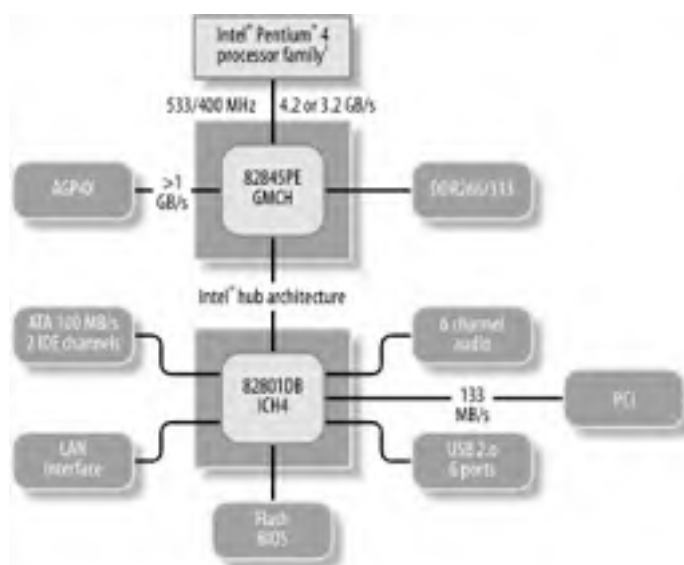 Intel® Pentium® 4
processor family¹
533/400 MHz
4.2 or 3.2 GB/s
AGP4X
>1
GB/s
82845PE
GMCH
DDR266/333
Intel® hub architecture
ATA 100 MB/s
2 IDE channels
6 channel
audio
82801DB
ICH4
133
MB/s
PCI
LAN
interface
USB 2.0
6 ports
Flash
BIOS